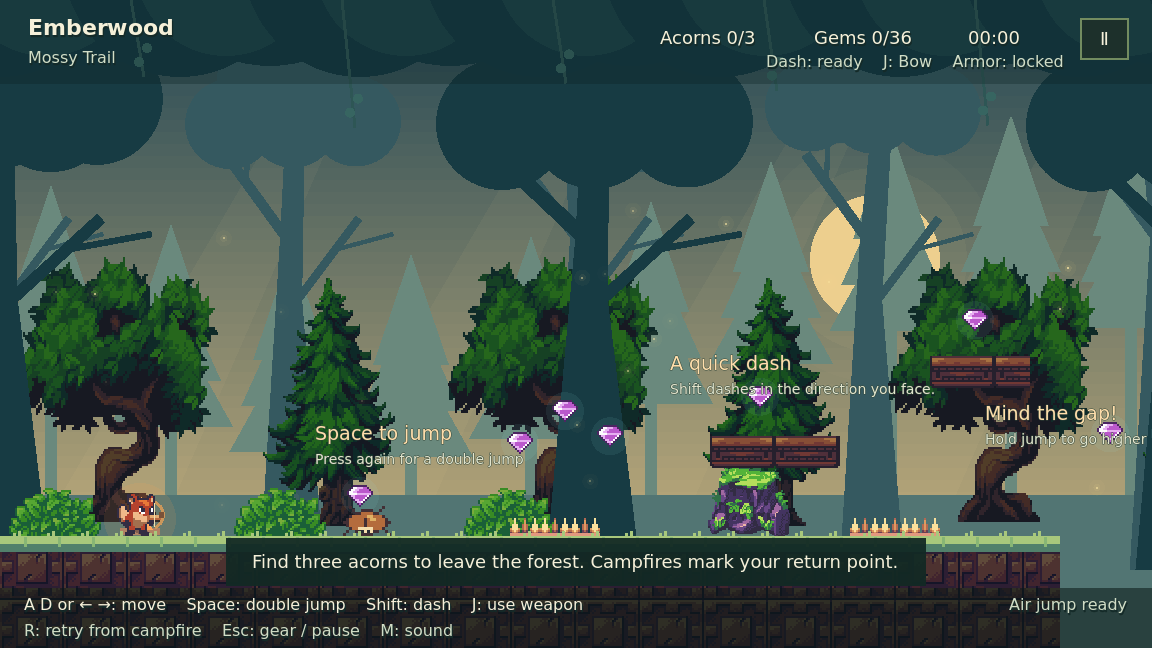 Emberwood
Mossy Trail
Acorns 0/3 Gems 0/36 00:00
Dash: ready J: Bow Armor: locked
A quick dash
Shift dashes in the direction you face.
Mind the gap!
Hold jump to go higher
Space to jump
Press again for a double jump
Find three acorns to leave the forest. Campfires mark your return point.
A D or ← →: move Space: double jump Shift: dash J: use weapon
Air jump ready
R: retry from campfire Esc: gear / pause M: sound